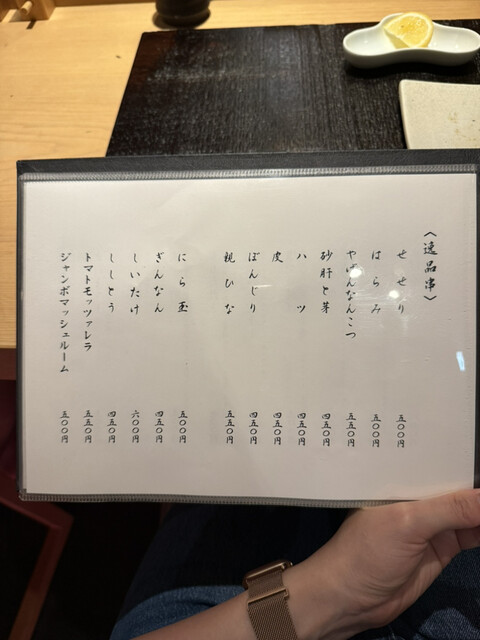 〈逸品串〉
せせり 五〇〇円
はらみ 五〇〇円
やげんなんこつ 五五〇円
砂肝と芽 四五〇円
ハツ 四五〇円
皮 四五〇円
ぼんじり 四五〇円
親ひな 五五〇円
にら玉 五〇〇円
ぎんなん 四五〇円
しいたけ 六〇〇円
ししとう 四五〇円
トマトモッツァレラ 五五〇円
ジャンボマッシュルーム 五〇〇円